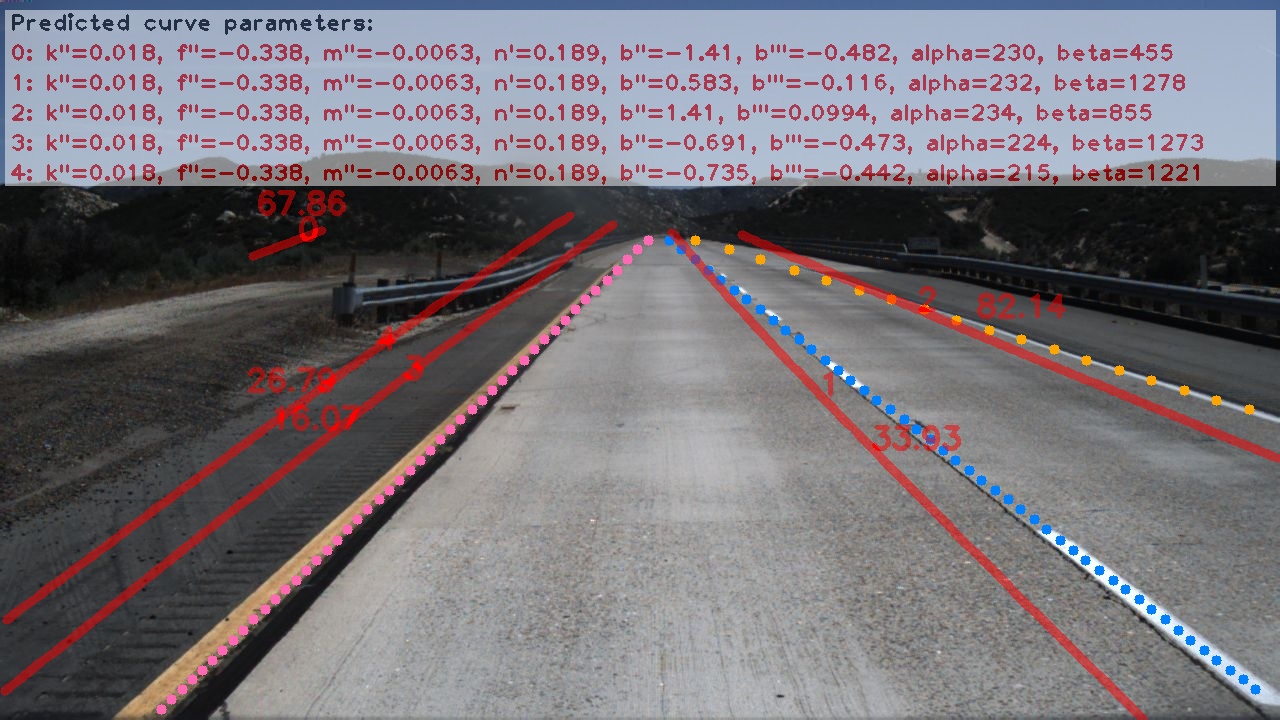 Predicted curve parameters:
0: k''=0.018, f''=−0.338, m''=−0.0063, n'=0.189, b''=−1.41, b'''=−0.482, alpha=230, beta=455
1: k''=0.018, f''=−0.338, m''=−0.0063, n'=0.189, b''=0.583, b'''=−0.116, alpha=232, beta=1278
2: k''=0.018, f''=−0.338, m''=−0.0063, n'=0.189, b''=1.41, b'''=0.0994, alpha=234, beta=855
3: k''=0.018, f''=−0.338, m''=−0.0063, n'=0.189, b''=−0.691, b'''=−0.473, alpha=224, beta=1273
4: k''=0.018, f''=−0.338, m''=−0.0063, n'=0.189, b''=−0.735, b'''=−0.442, alpha=215, beta=1221
67.86
0
2 82.14
3
1
16.07
33.93